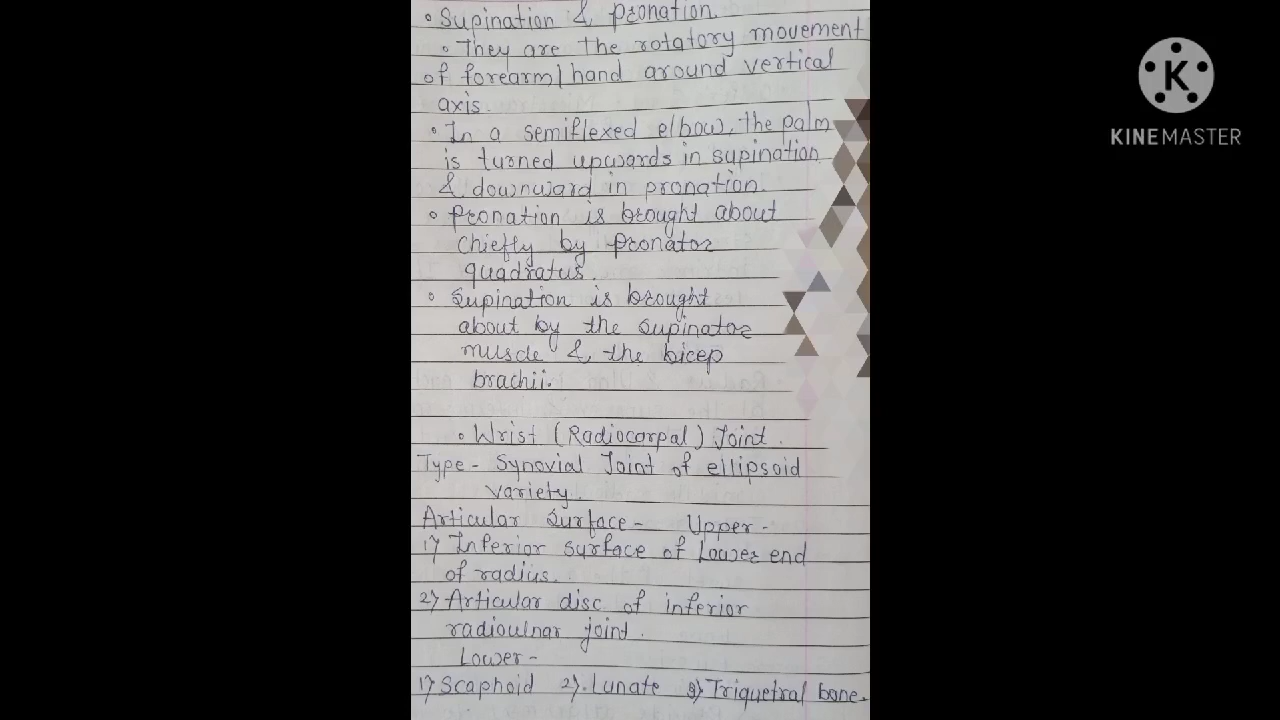 • Supination & pronation.
• They are the rotatory movement
of forearm/hand around vertical
axis.
• In a semiflexed elbow, the palm
is turned upwards in supination
& downward in pronation.
• Pronation is brought about
chiefly by pronator
quadratus.
• Supination is brought
about by the supinator
muscle & the bicep
brachii.
• Wrist (Radiocarpal) Joint.
Type - Synovial Joint of ellipsoid
variety.
Articular Surface - Upper -
1) Inferior surface of Lower end
of radius.
2) Articular disc of inferior
radioulnar joint.
Lower -
1) Scaphoid 2). Lunate 3) Triquetral bone.
K
KINEMASTER